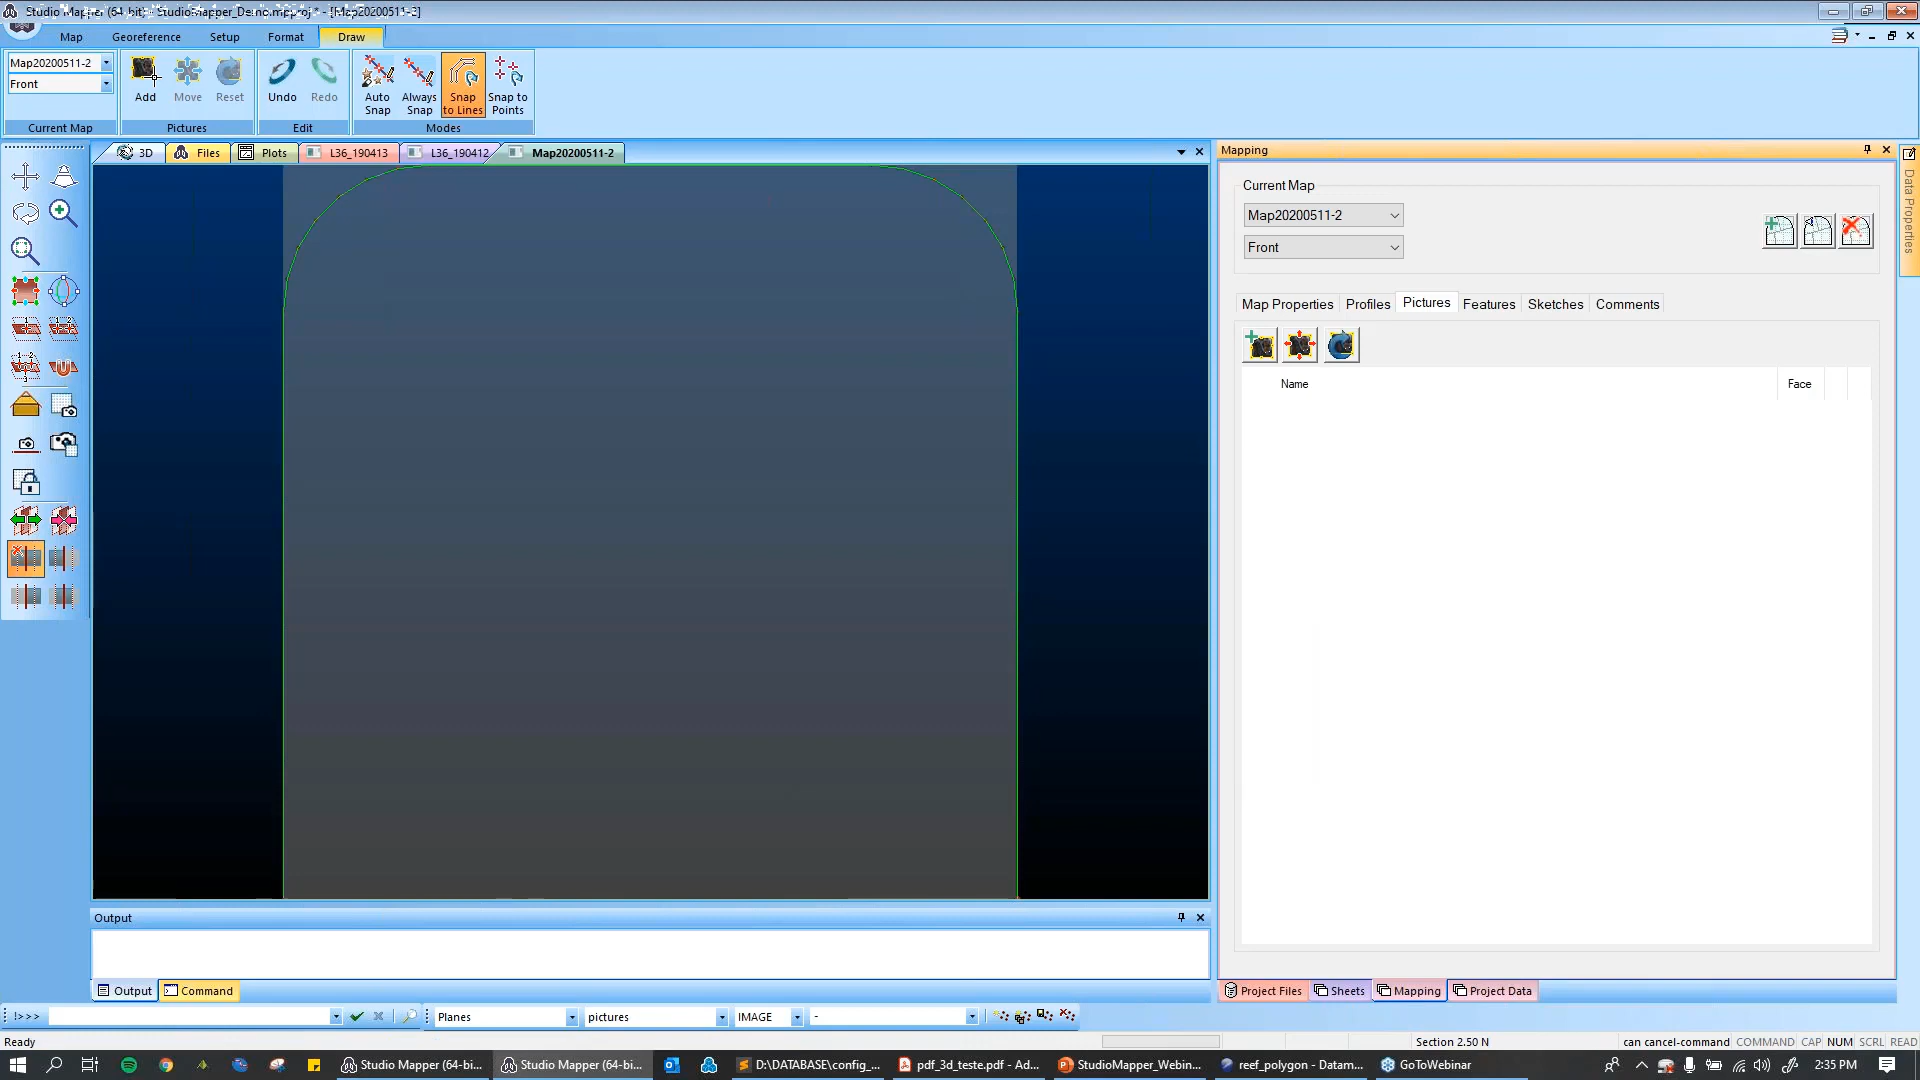 Studio Mapper (64-bit) - StudioMapper_Demo.mpproj * - [Map20200511-2]
Map
Georeference
Setup
Format
Draw
Map20200511-2
Front
Current Map
Add
Move
Reset
Pictures
Undo
Redo
Edit
Auto Snap
Always Snap
Snap to Lines
Snap to Points
Modes
3D
Files
Plots
L36_190413
L36_190412
Map20200511-2
Mapping
Current Map
Map20200511-2
Front
Map Properties
Profiles
Pictures
Features
Sketches
Comments
Name
Face
Data Properties
Output
Output
Command
Project Files
Sheets
Mapping
Project Data
!>>>
Planes
pictures
IMAGE
-
Ready
Section 2.50 N
can cancel-command
COMMAND
CAP
NUM
SCRL
READ
Studio Mapper (64-bi...
Studio Mapper (64-bi...
D:\DATABASE\config_...
pdf_3d_teste.pdf - Ad...
StudioMapper_Webin...
reef_polygon - Datam...
GoToWebinar
2:35 PM